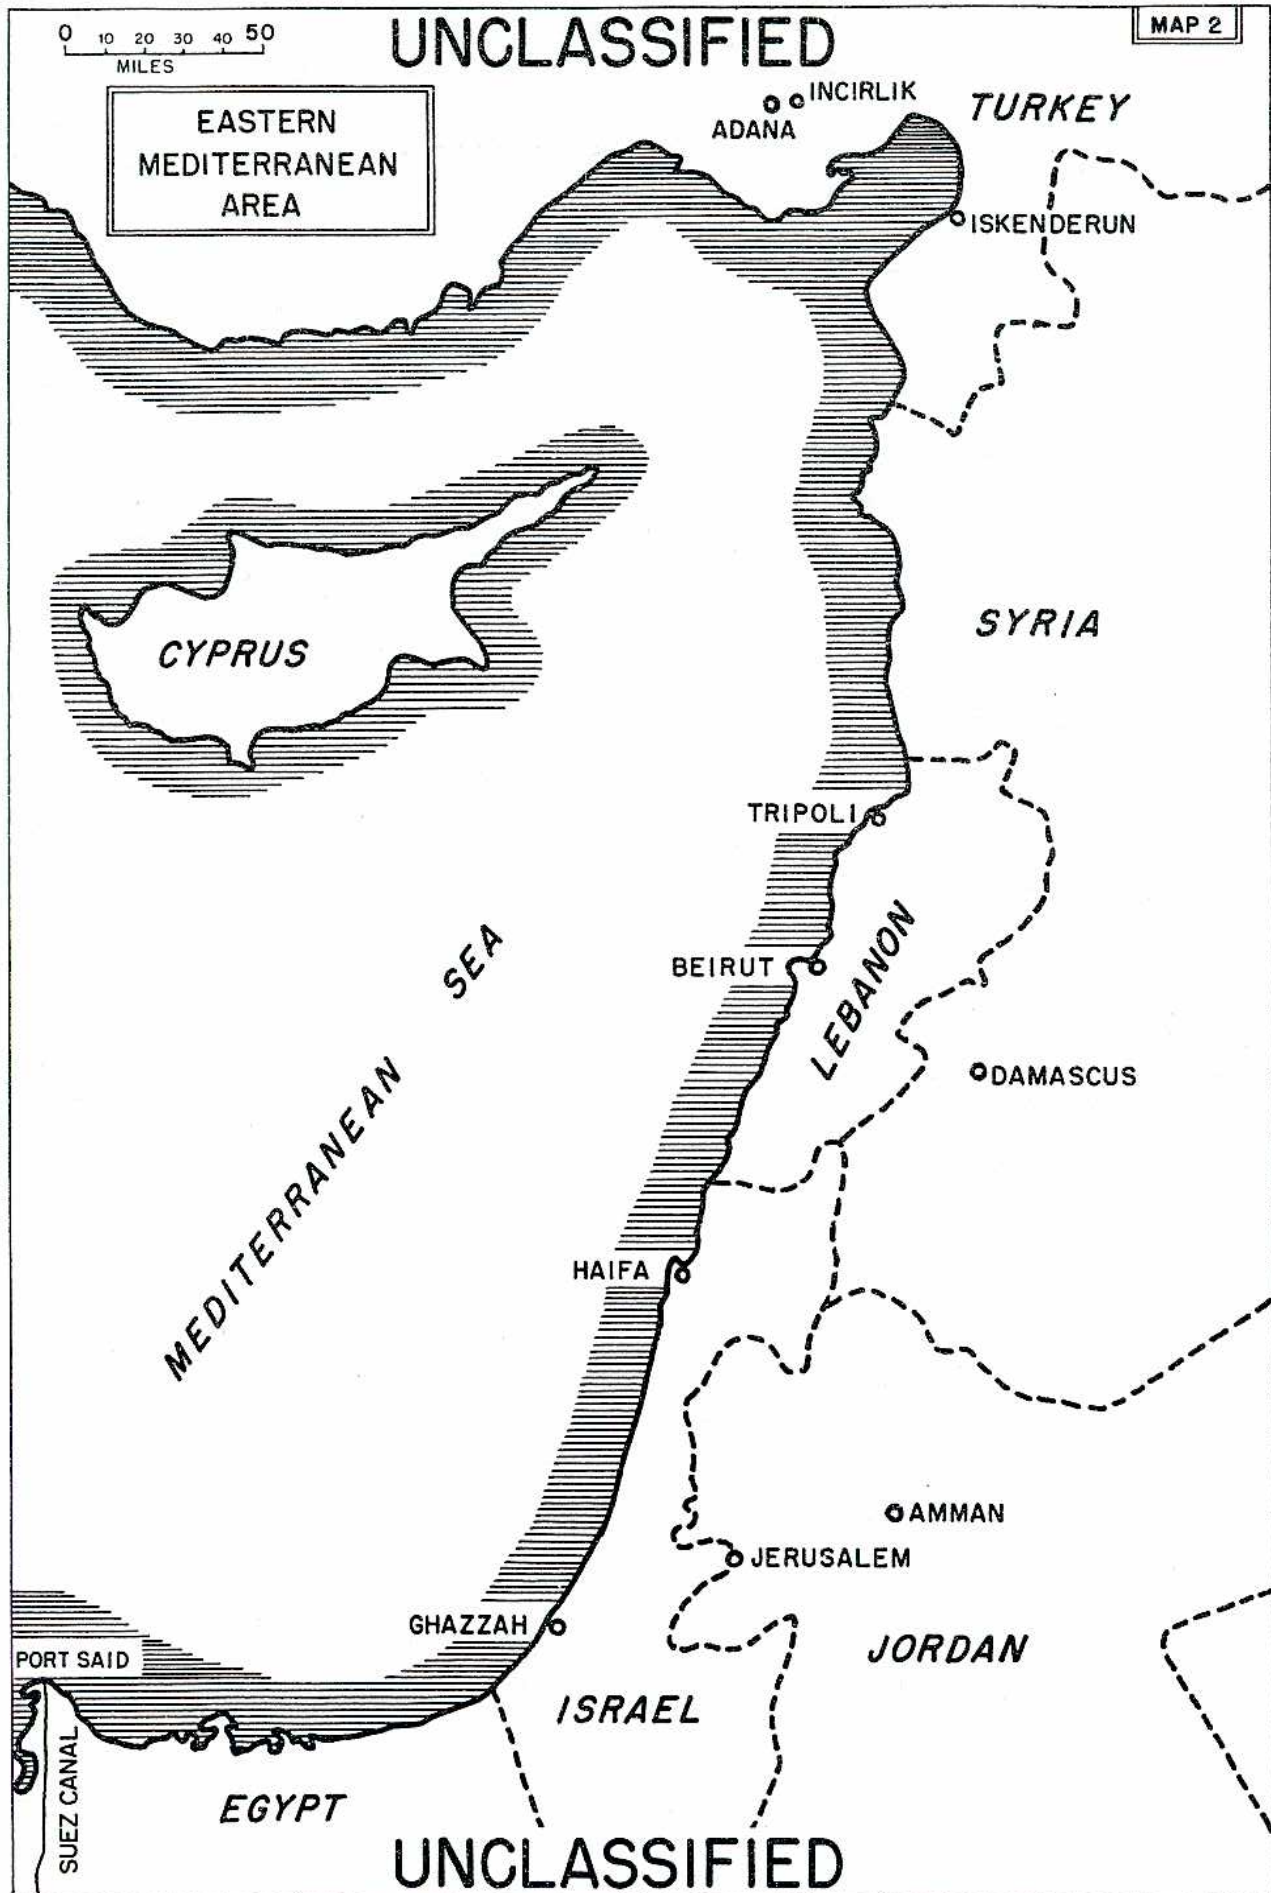 UNCLASSIFIED
MAP 2
0 10 20 30 40 50
MILES
EASTERN
MEDITERRANEAN
AREA
INCIRLIK
ADANA
TURKEY
ISKENDERUN
CYPRUS
SYRIA
TRIPOLI
BEIRUT
LEBANON
DAMASCUS
MEDITERRANEAN SEA
HAIFA
AMMAN
JERUSALEM
GHAZZAH
JORDAN
PORT SAID
ISRAEL
SUEZ CANAL
EGYPT
UNCLASSIFIED